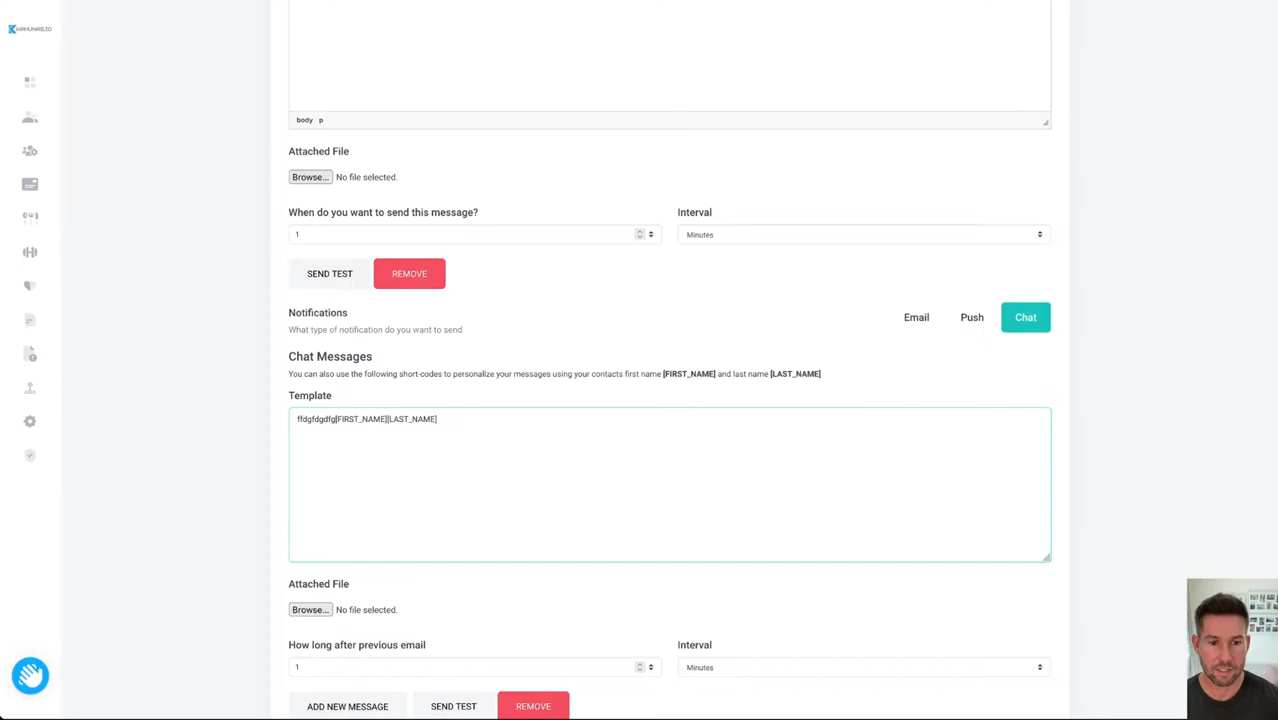 KAHUNAS.IO
body p
Attached File
Browse... No file selected.
When do you want to send this message? Interval
1 Minutes
SEND TEST REMOVE
Notifications
What type of notification do you want to send
Email Push Chat
Chat Messages
You can also use the following short-codes to personalize your messages using your contacts first name [FIRST_NAME] and last name [LAST_NAME]
Template
ffdgfdgdfg[FIRST_NAME][LAST_NAME]
Attached File
Browse... No file selected.
How long after previous email Interval
1 Minutes
ADD NEW MESSAGE SEND TEST REMOVE